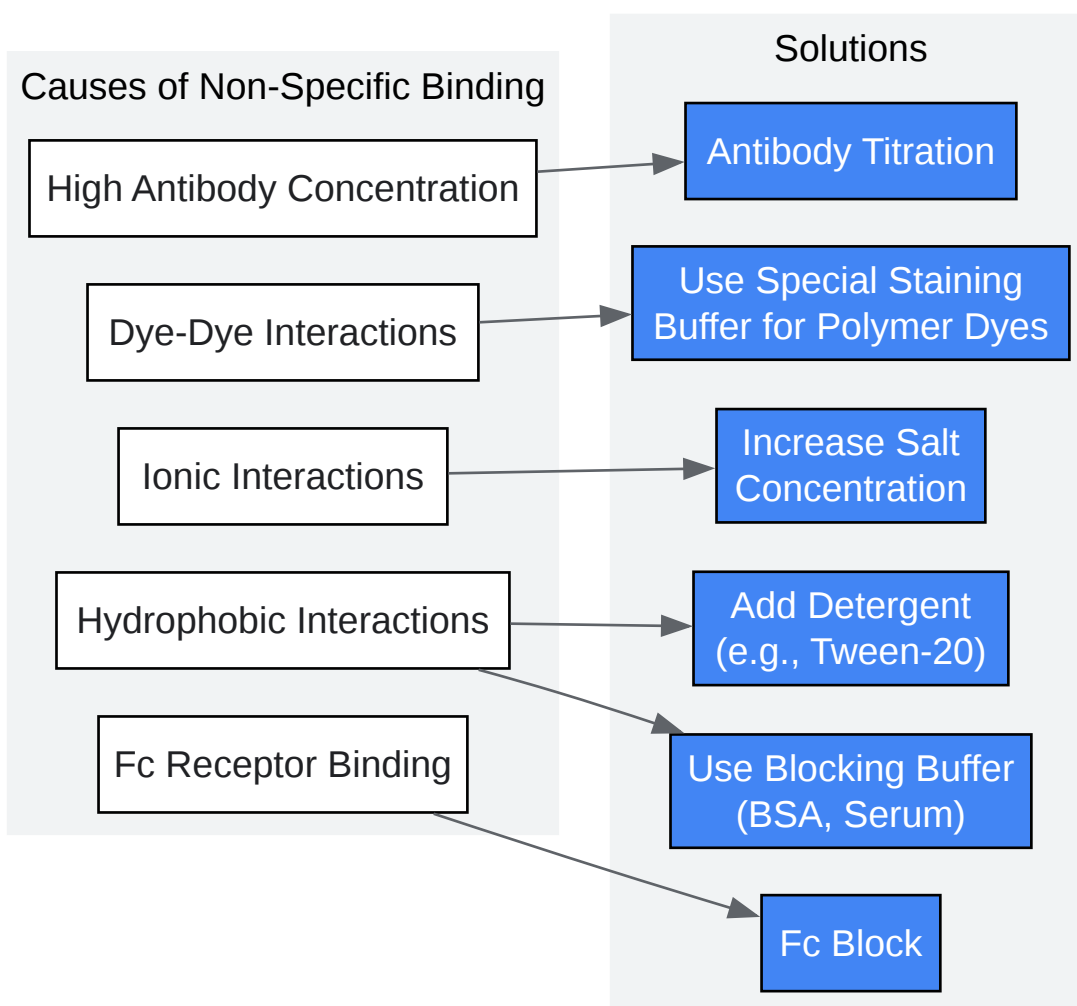 Causes of Non-Specific Binding
High Antibody Concentration
Dye-Dye Interactions
Ionic Interactions
Hydrophobic Interactions
Fc Receptor Binding
Solutions
Antibody Titration
Use Special Staining
Buffer for Polymer Dyes
Increase Salt
Concentration
Add Detergent
(e.g., Tween-20)
Use Blocking Buffer
(BSA, Serum)
Fc Block